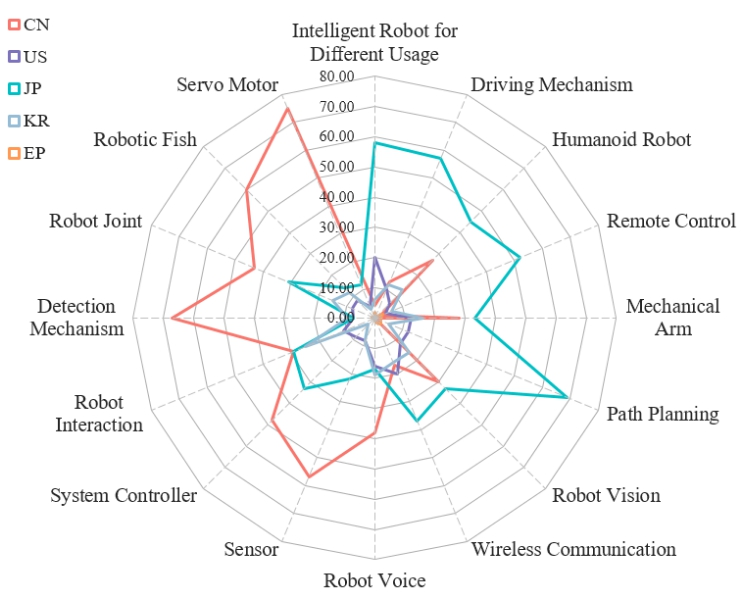 CN
US
JP
KR
EP
Intelligent Robot for
Different Usage
Driving Mechanism
Humanoid Robot
Remote Control
Mechanical
Arm
Path Planning
Robot Vision
Wireless Communication
Robot Voice
Sensor
System Controller
Robot
Interaction
Detection
Mechanism
Robot Joint
Robotic Fish
Servo Motor
80.00
70.00
60.00
50.00
40.00
30.00
20.00
10.00
0.00